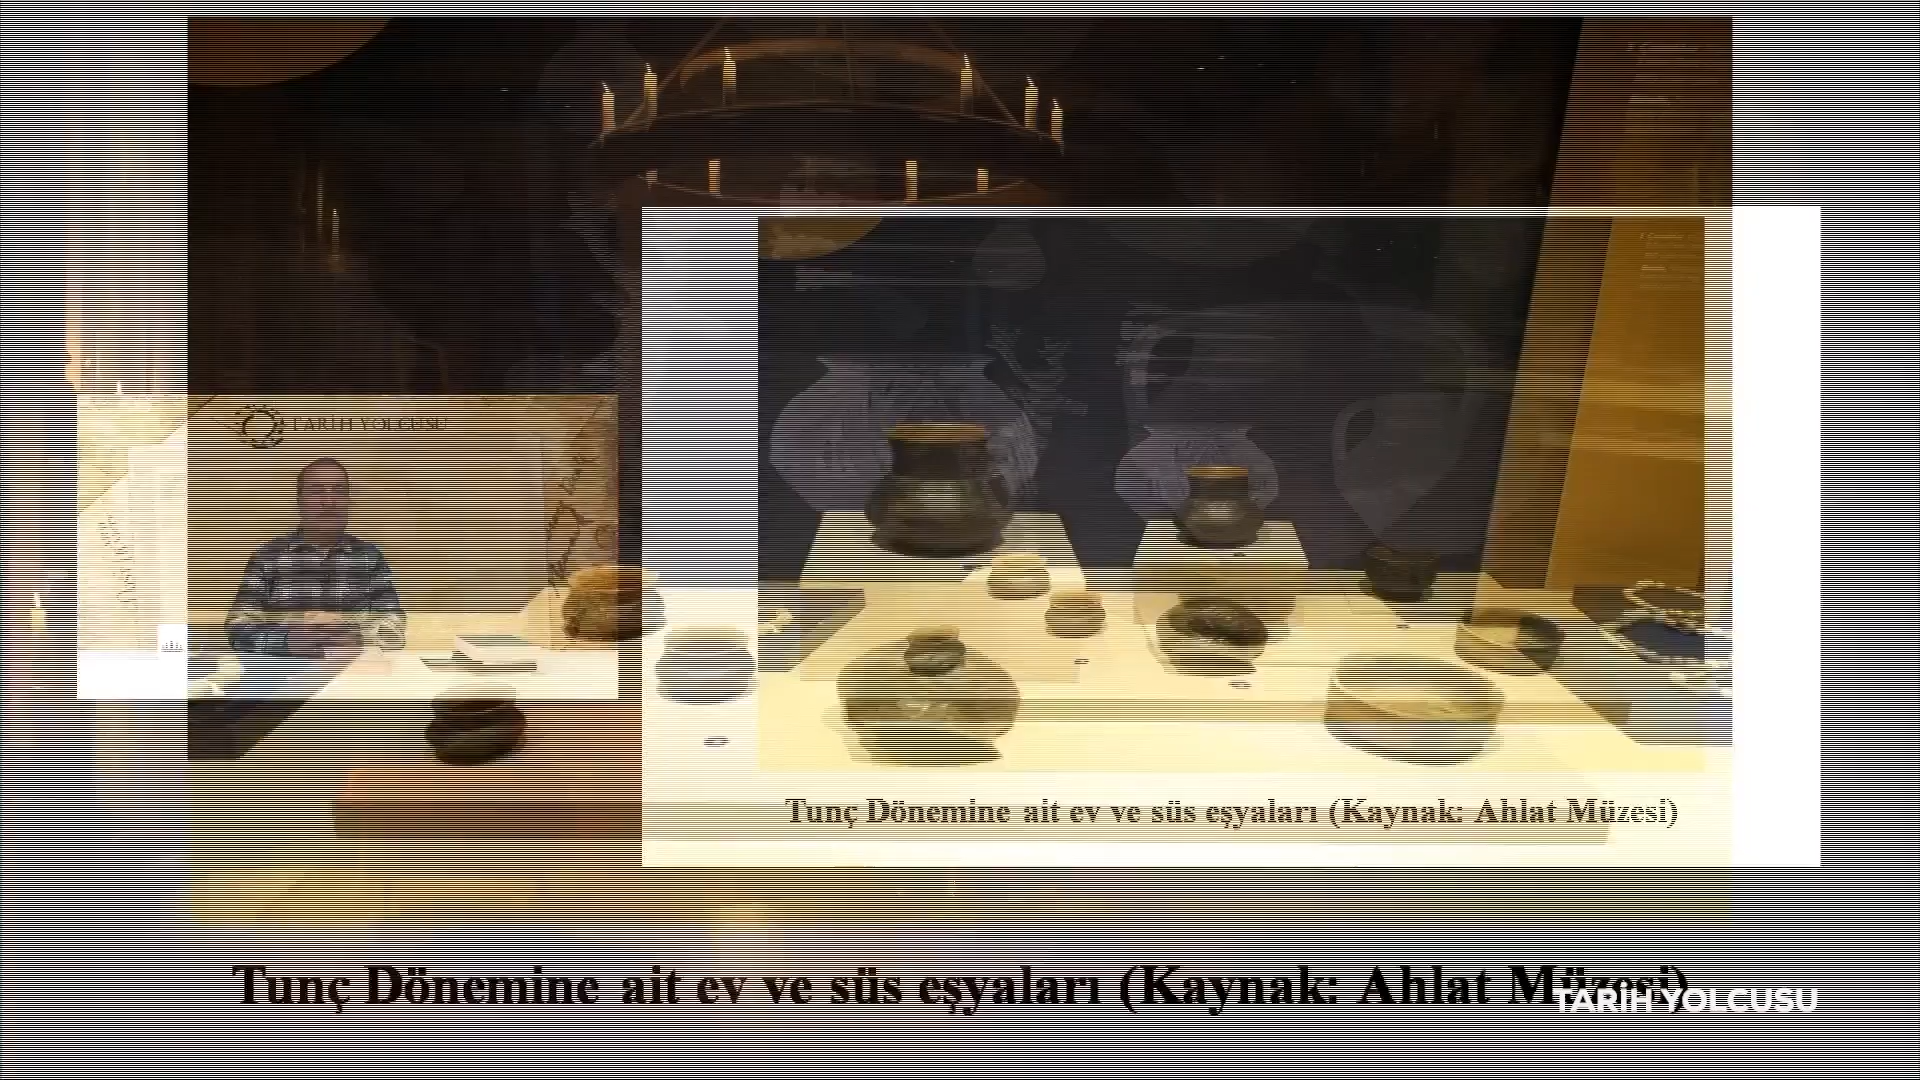 TARİH YOLCUSU
Tunç Dönemine ait ev ve süs eşyaları (Kaynak: Ahlat Müzesi)
Tunç Dönemine ait ev ve süs eşyaları (Kaynak: Ahlat Müzesi)
TARİH YOLCUSU